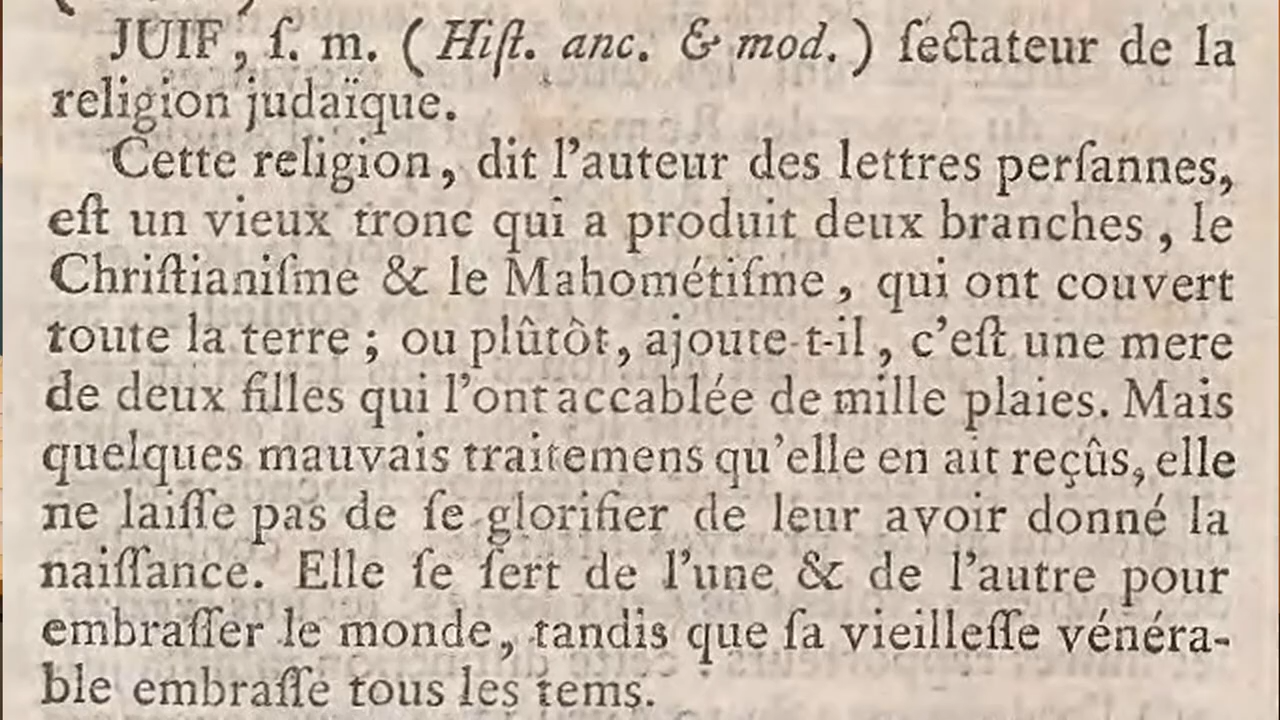 JUIF, ſ. m. (Hiſt. anc. & mod.) ſectateur de la
religion judaïque.
Cette religion, dit l'auteur des lettres perſannes,
eſt un vieux tronc qui a produit deux branches, le
Chriſtianiſme & le Mahométiſme, qui ont couvert
toute la terre; ou plûtòt, ajoute-t-il, c'eſt une mere
de deux filles qui l'ont accablée de mille plaies. Mais
quelques mauvais traitemens qu'elle en ait reçûs, elle
ne laiſſe pas de ſe glorifier de leur avoir donné la
naiſſance. Elle ſe ſert de l'une & de l'autre pour
embraſſer le monde, tandis que ſa vieilleſſe vénéra-
ble embraſſe tous les tems.